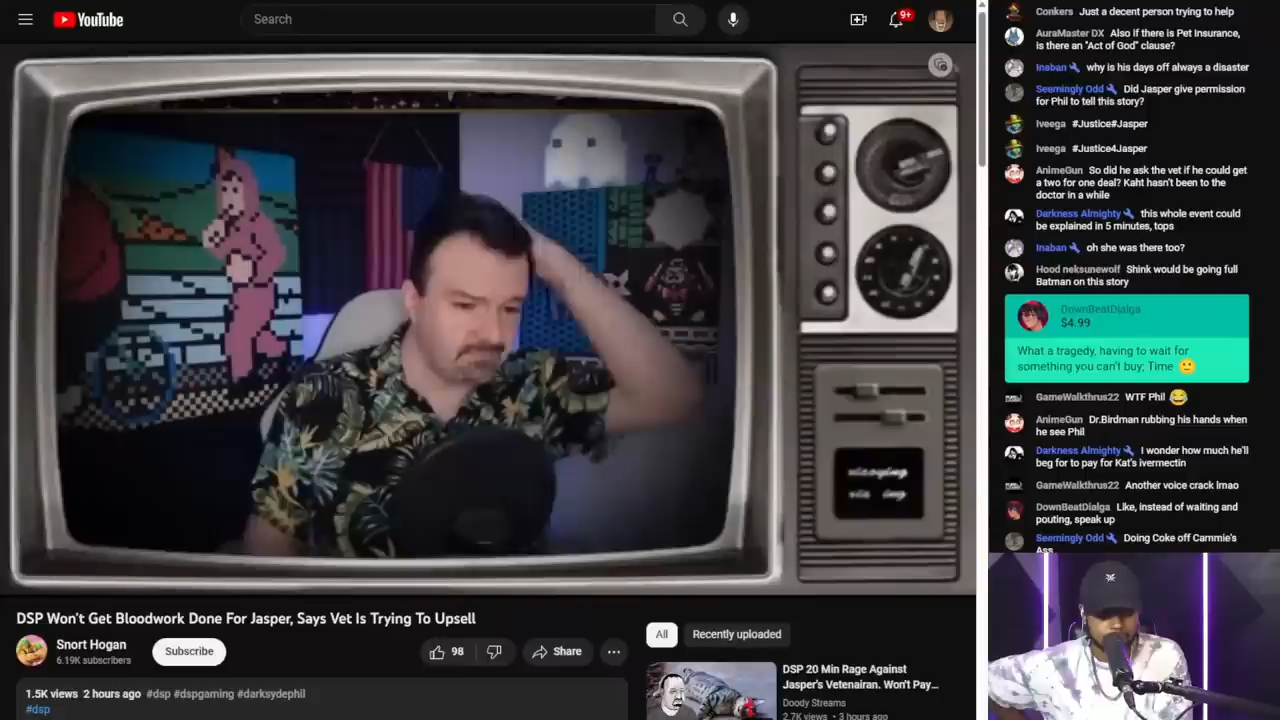 YouTube
Search
9+
DSP Won't Get Bloodwork Done For Jasper, Says Vet Is Trying To Upsell
Snort Hogan
6.19K subscribers
Subscribe
98
Share
1.5K views 2 hours ago #dsp #dspgaming #darksydephil
#dsp
All
Recently uploaded
DSP 20 Min Rage Against
Jasper's Vetenairan. Won't Pay...
Doody Streams
2.7K views • 3 hours ago
Conkers Just a decent person trying to help
AuraMaster DX Also if there is Pet Insurance,
is there an "Act of God" clause?
Inaban why is his days off always a disaster
Seemingly Odd Did Jasper give permission
for Phil to tell this story?
Iveega #Justice#Jasper
Iveega #Justice4Jasper
AnimeGun So did he ask the vet if he could get
a two for one deal? Kaht hasn't been to the
doctor in a while
Darkness Almighty this whole event could
be explained in 5 minutes, tops
Inaban oh she was there too?
Hood neksunewolf Shink would be going full
Batman on this story
DownBeatDialga
$4.99
What a tragedy, having to wait for
something you can't buy; Time 🙂
GameWalkthrus22 WTF Phil 😂
AnimeGun Dr.Birdman rubbing his hands when
he see Phil
Darkness Almighty I wonder how much he'll
beg for to pay for Kat's ivermectin
GameWalkthrus22 Another voice crack lmao
DownBeatDialga Like, instead of waiting and
pouting, speak up
Seemingly Odd Doing Coke off Cammie's
Ass